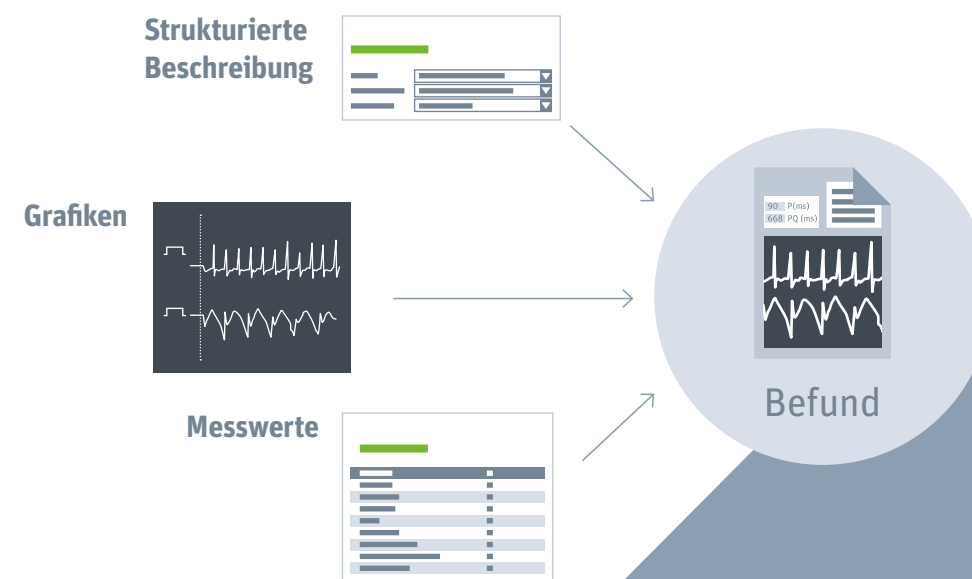 Strukturierte
Beschreibung
Grafiken
90 P(ms)
668 PQ (ms)
Befund
Messwerte